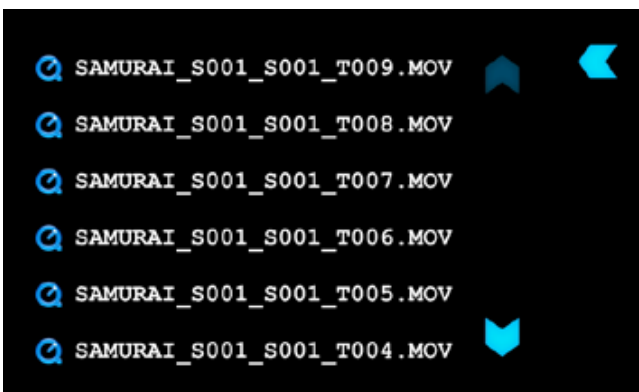 SAMURAI_S001_S001_T009.MOV
SAMURAI_S001_S001_T008.MOV
SAMURAI_S001_S001_T007.MOV
SAMURAI_S001_S001_T006.MOV
SAMURAI_S001_S001_T005.MOV
SAMURAI_S001_S001_T004.MOV